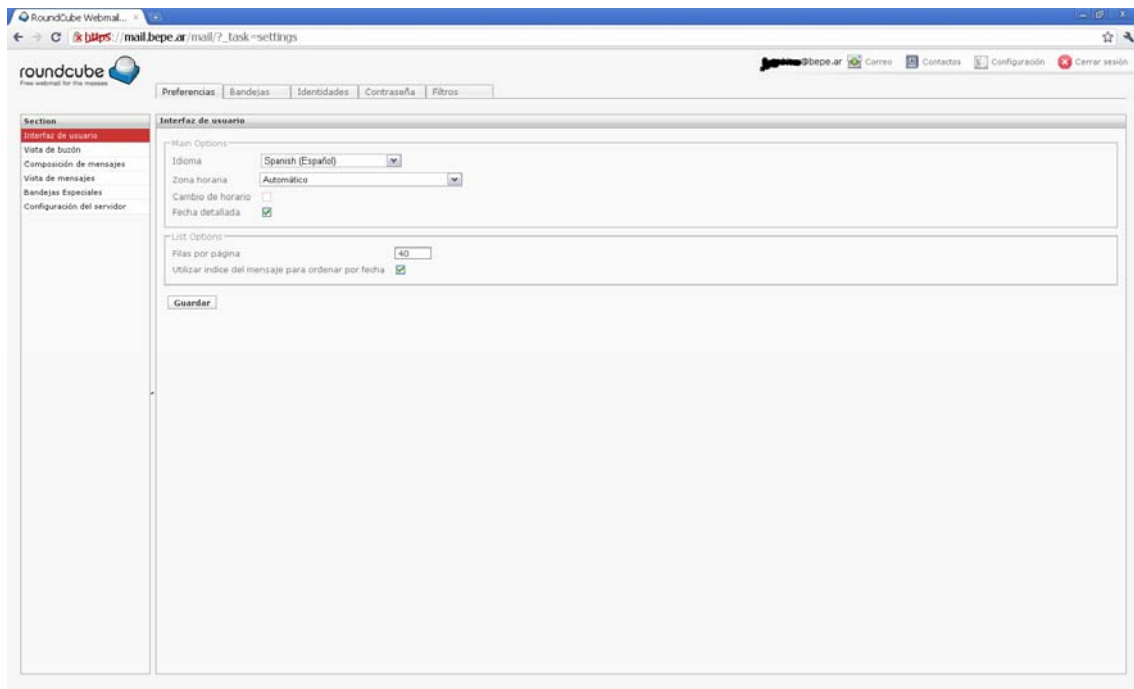 RoundCube Webmail...
https://mail.bepe.ar/mail/?_task=settings
roundcube
Free webmail for the masses
@bepe.ar Correo Contactos Configuración Cerrar sesión
Preferencias Bandejas Identidades Contraseña Filtros
Section
Interfaz de usuario
Vista de buzón
Composición de mensajes
Vista de mensajes
Bandejas Especiales
Configuración del servidor
Interfaz de usuario
Main Options
Idioma Spanish (Español)
Zona horaria Automático
Cambio de horario
Fecha detallada
List Options
Filas por página 40
Utilizar indice del mensaje para ordenar por fecha
Guardar